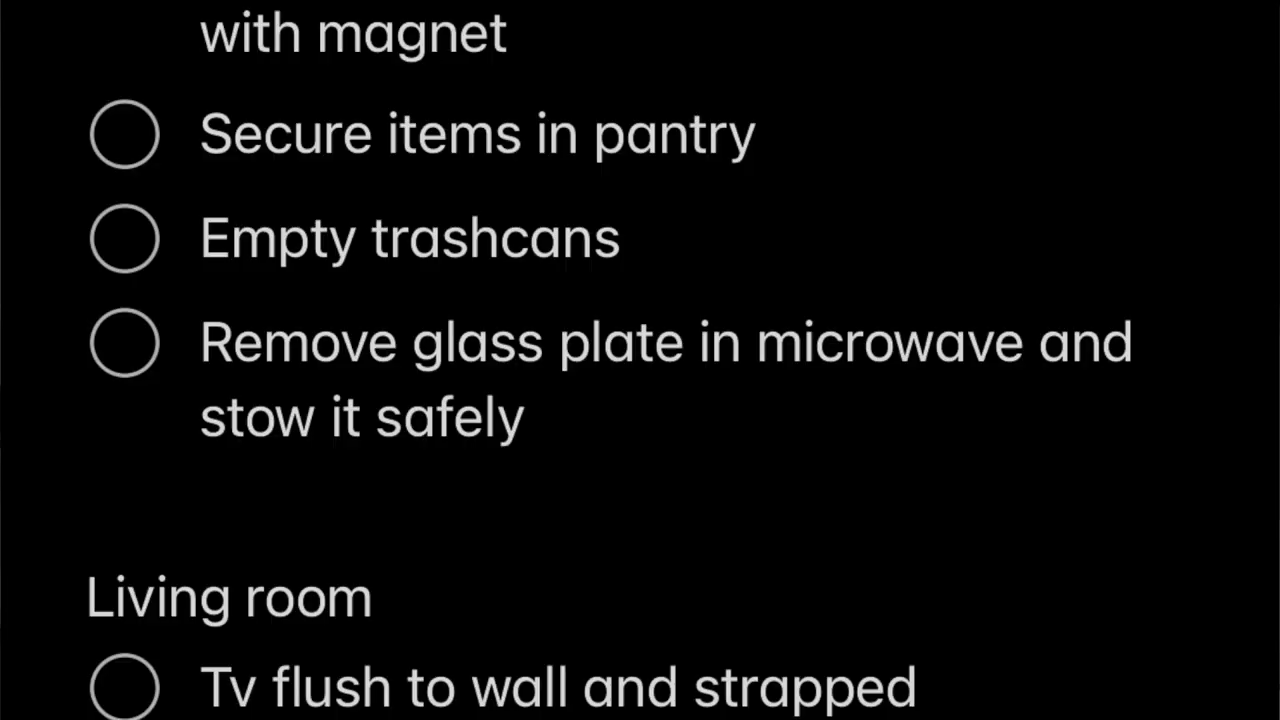 with magnet
Secure items in pantry
Empty trashcans
Remove glass plate in microwave and
stow it safely
Living room
Tv flush to wall and strapped